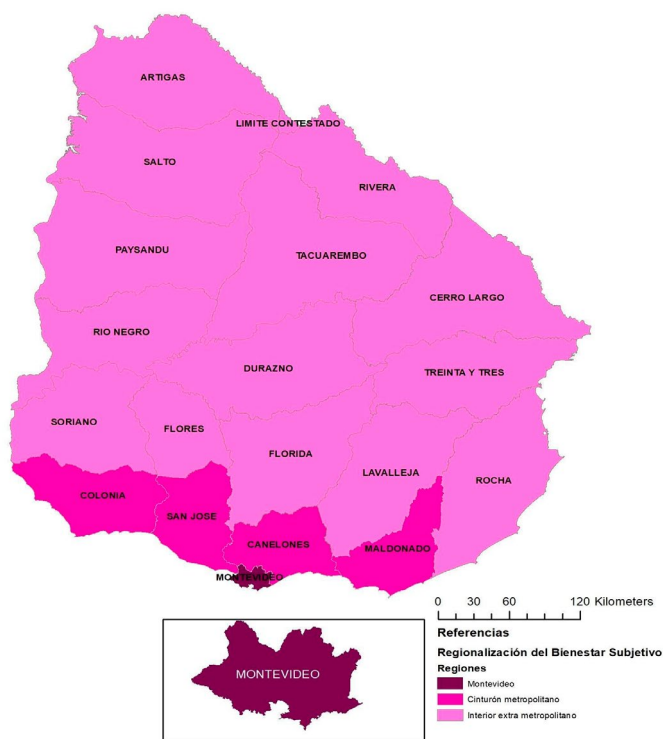 ARTIGAS
LIMITE CONTESTADO
SALTO
RIVERA
PAYSANDU
TACUAREMBO
CERRO LARGO
RIO NEGRO
DURAZNO
TREINTA Y TRES
SORIANO
FLORES
FLORIDA
LAVALLEJA
ROCHA
COLONIA
SAN JOSE
CANELONES
MALDONADO
MONTEVIDEO
0 30 60 120 Kilometers
MONTEVIDEO
Referencias
Regionalización del Bienestar Subjetivo
Regiones
Montevideo
Cinturón metropolitano
Interior extra metropolitano